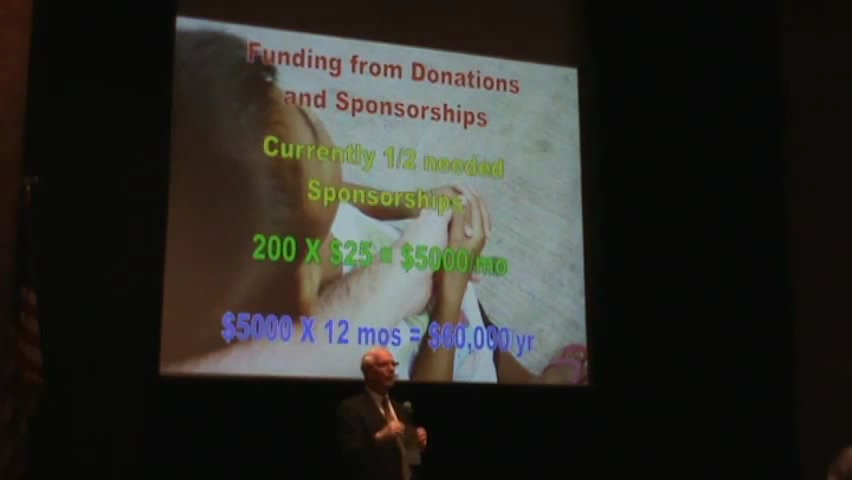 Funding from Donations
and Sponsorships
Currently 1/2 needed
Sponsorships
200 X $25 = $5000/mo
$5000 X 12 mos = $60,000/yr